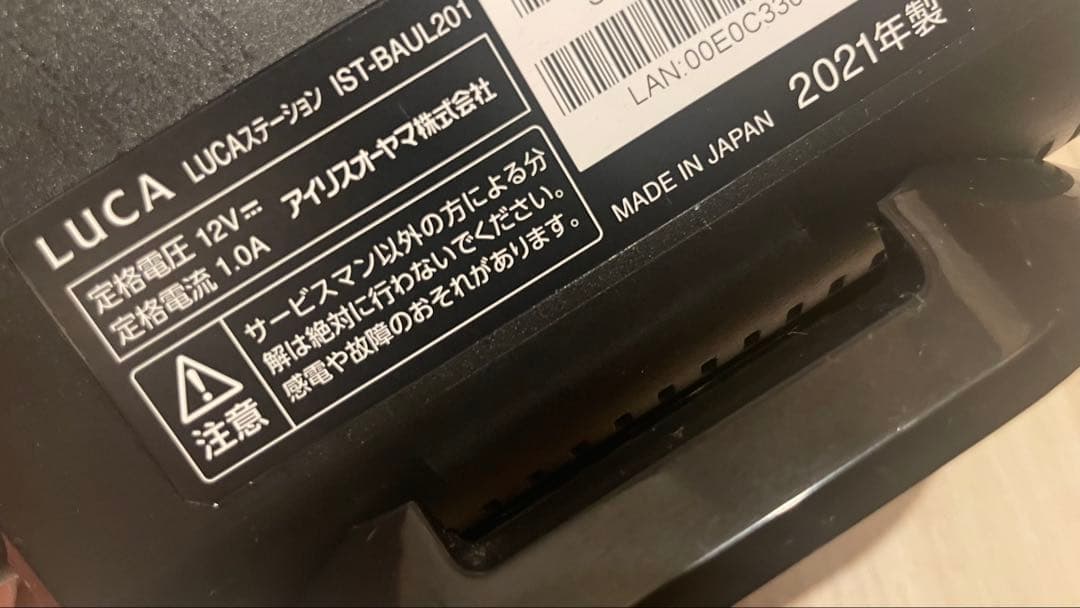 LUCA LUCAステーション IST-BAUL201
定格電圧 12V⎓ アイリスオーヤマ株式会社
定格電流 1.0A
注意
サービスマン以外の方による分
解は絶対に行わないでください。
感電や故障のおそれがあります。
LAN:00E0C33
MADE IN JAPAN 2021年製